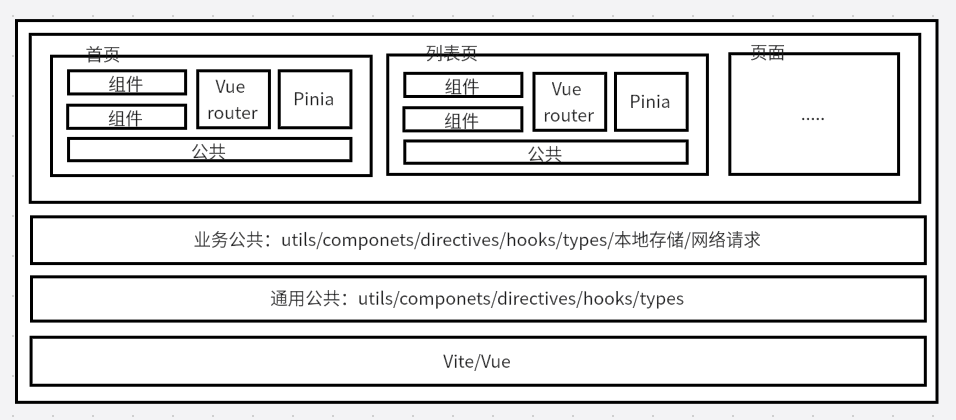 首页
组件
组件
Vue
router
Pinia
公共
列表页
组件
组件
Vue
router
Pinia
公共
页面
.....
业务公共：utils/componets/directives/hooks/types/本地存储/网络请求
通用公共：utils/componets/directives/hooks/types
Vite/Vue